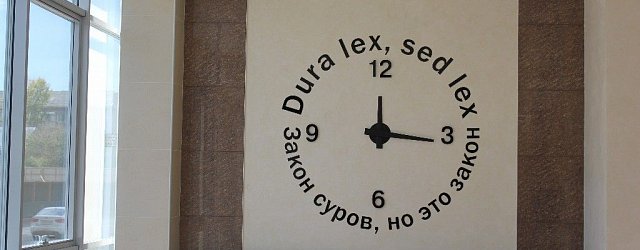 Dura lex, sed lex
12
9
3
6
Закон суров, но это закон